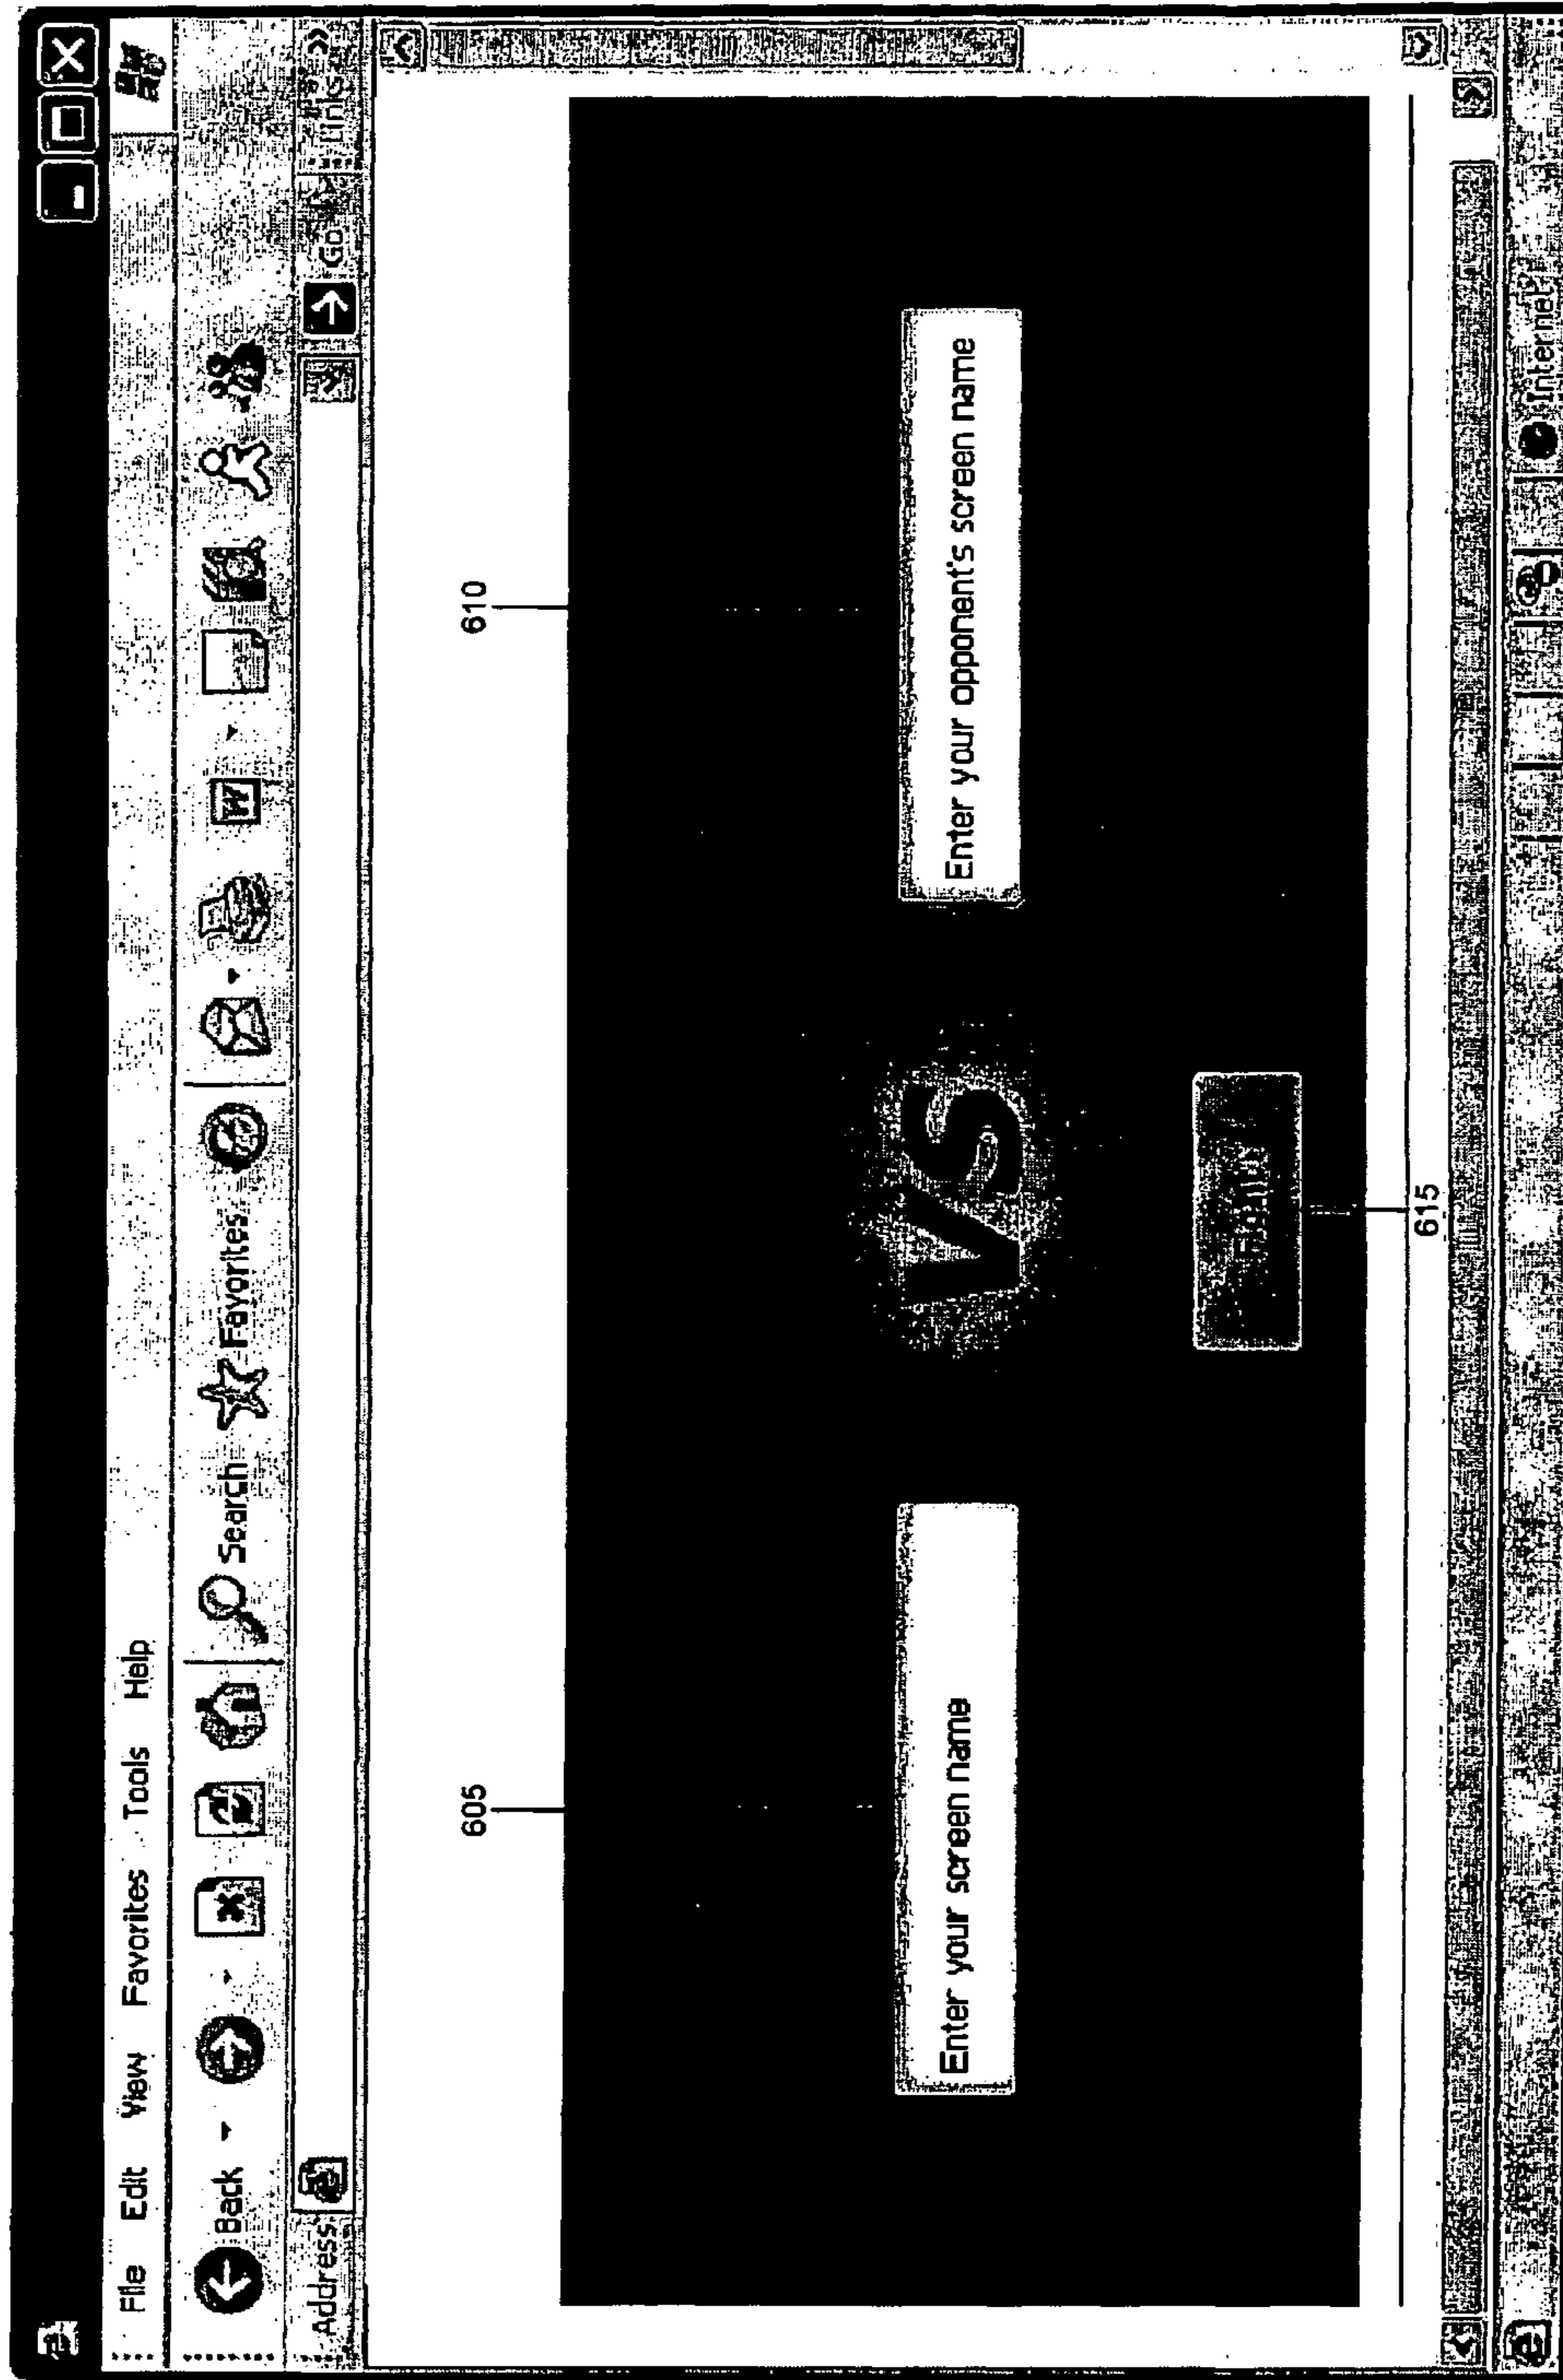 File Edit View Favorites Tools Help
Back Search Favorites W
Address Go Links »
605 610
Enter your screen name VS Enter your opponent's screen name
615
Internet